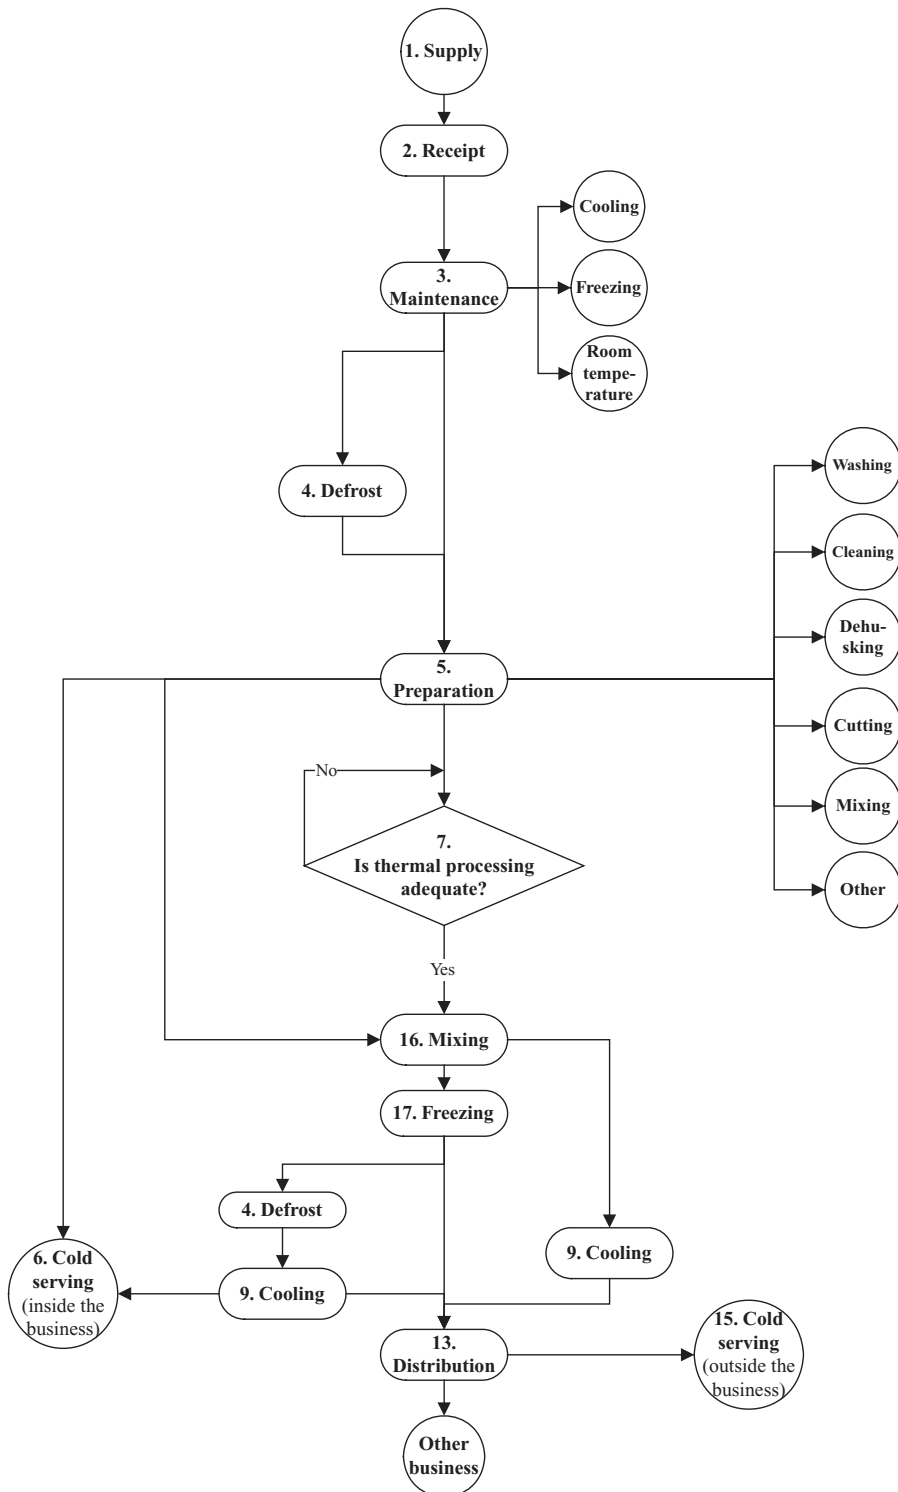 1. Supply
2. Receipt
Cooling
3.
Maintenance
Freezing
Room
tempe-
rature
Washing
4. Defrost
Cleaning
Dehu-
sking
5.
Preparation
Cutting
No
Mixing
7.
Is thermal processing
adequate?
Other
Yes
16. Mixing
17. Freezing
4. Defrost
9. Cooling
6. Cold
serving
(inside the
business)
9. Cooling
15. Cold
serving
(outside the
business)
13.
Distribution
Other
business